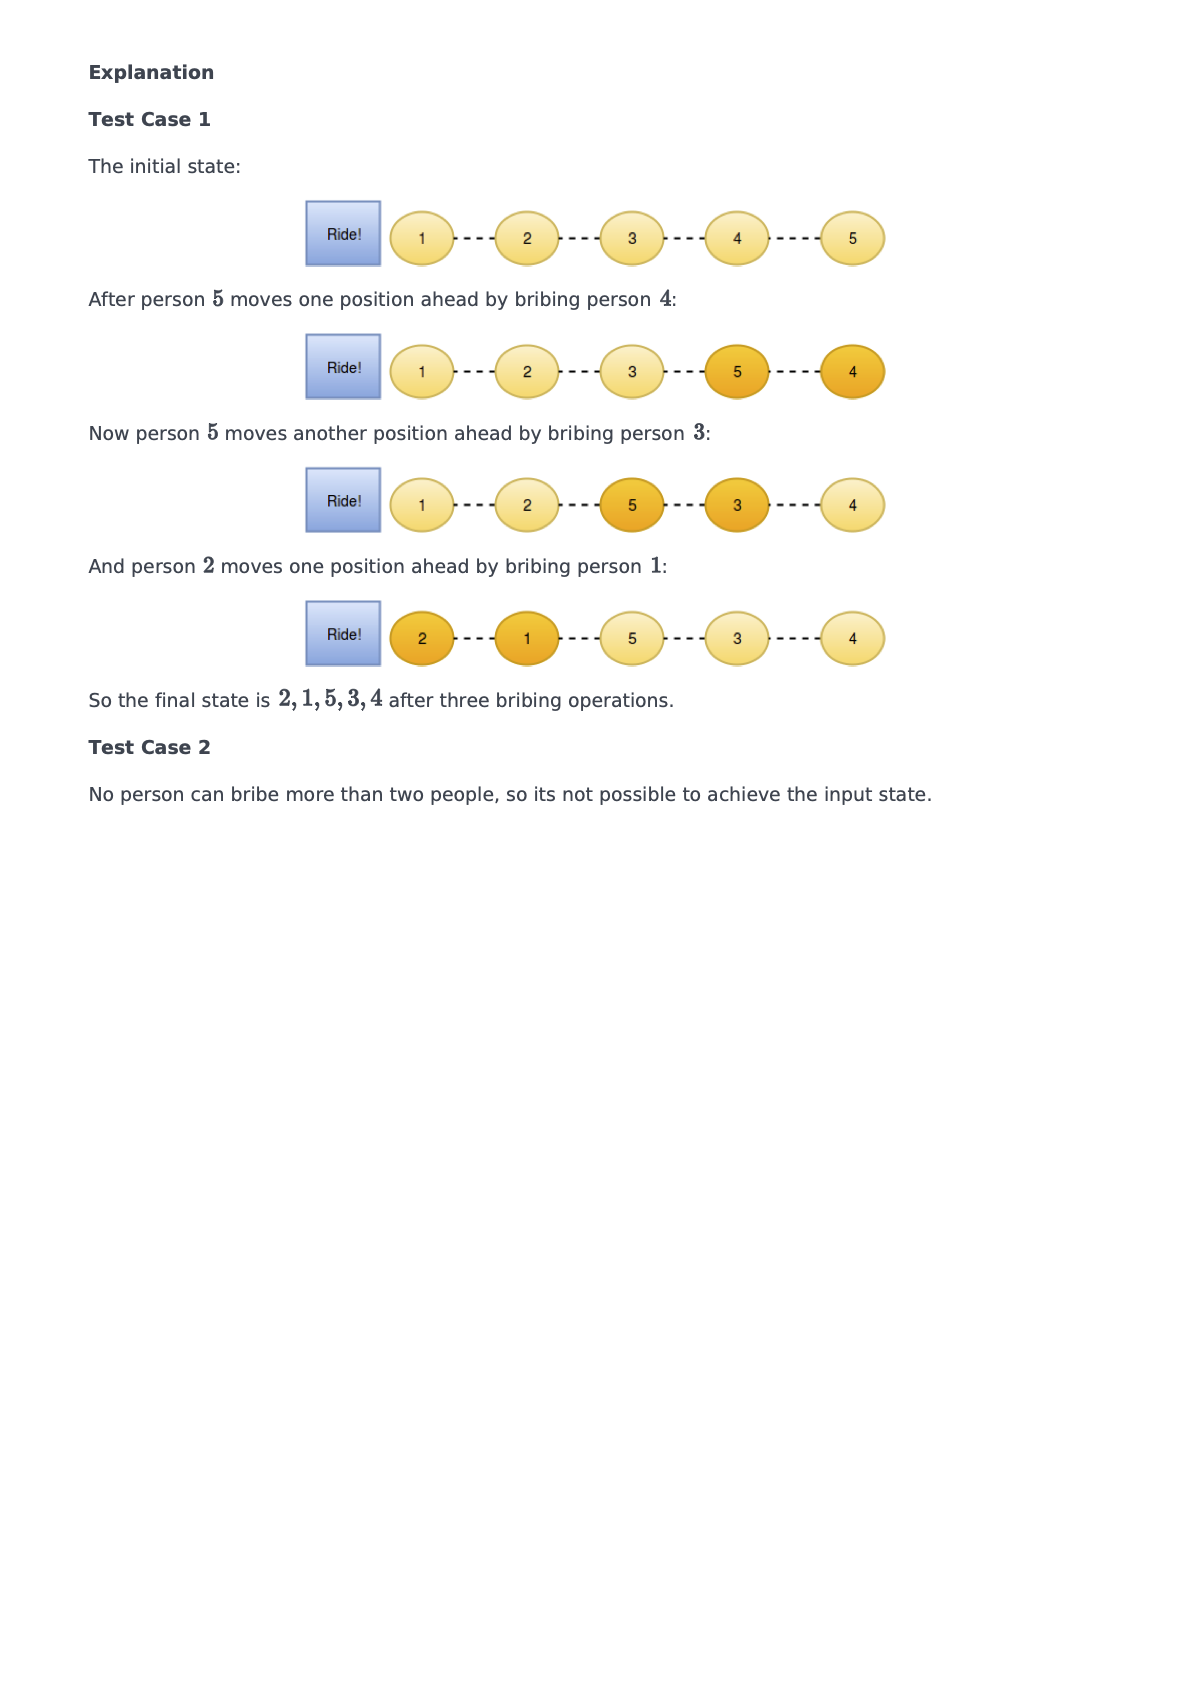 Explanation
Test Case 1
The initial state:
Ride! 1 2 3 4 5
After person 5 moves one position ahead by bribing person 4:
Ride! 1 2 3 5 4
Now person 5 moves another position ahead by bribing person 3:
Ride! 1 2 5 3 4
And person 2 moves one position ahead by bribing person 1:
Ride! 2 1 5 3 4
So the final state is 2, 1, 5, 3, 4 after three bribing operations.
Test Case 2
No person can bribe more than two people, so its not possible to achieve the input state.